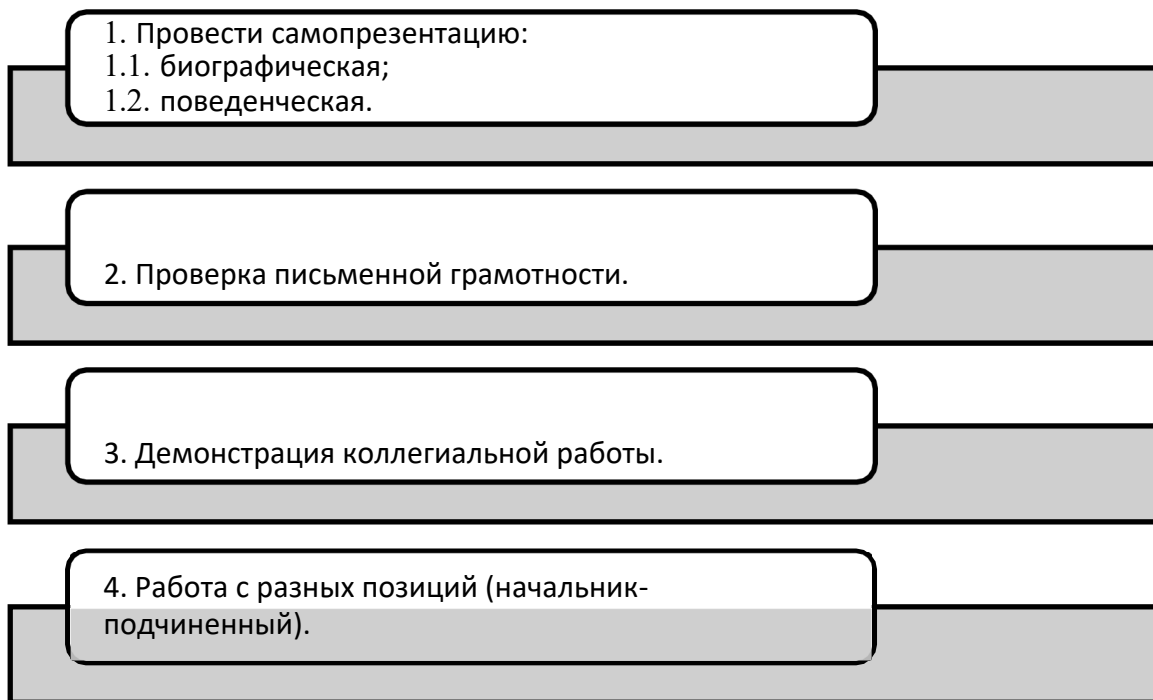 1. Провести самопрезентацию:
1.1. биографическая;
1.2. поведенческая.
2. Проверка письменной грамотности.
3. Демонстрация коллегиальной работы.
4. Работа с разных позиций (начальник-
подчиненный).